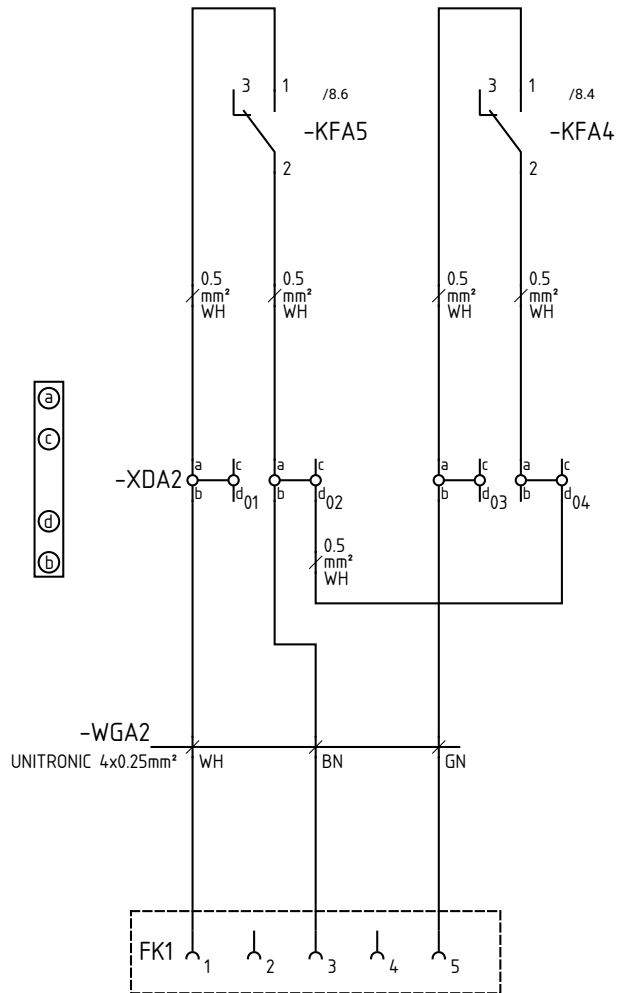 3 1 /8.6
-KFA5
2
3 1 /8.4
-KFA4
2
0.5 mm² WH
0.5 mm² WH
0.5 mm² WH
0.5 mm² WH
a
c
d
b
-XDA2
a c a c a c a c
b d 01 b d 02 b d 03 b d 04
0.5 mm² WH
-WGA2
UNITRONIC 4x0.25mm² WH BN GN
FK1 1 2 3 4 5